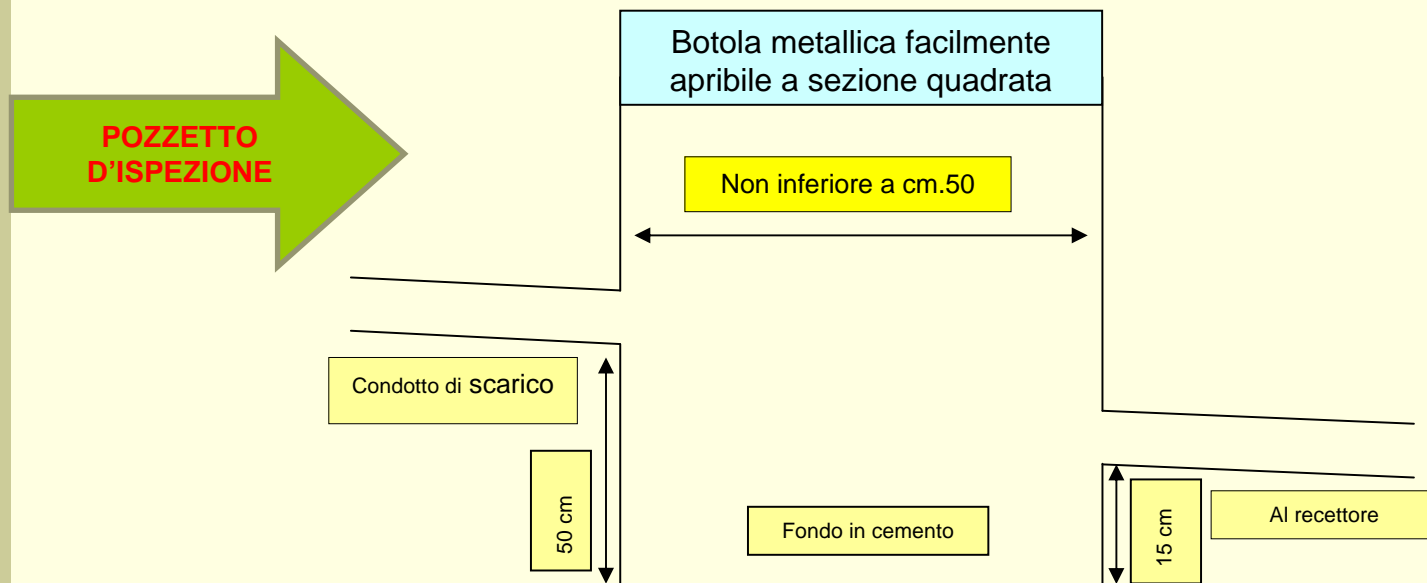 Botola metallica facilmente
apribile a sezione quadrata
POZZETTO
D'ISPEZIONE
Non inferiore a cm.50
Condotto di scarico
50 cm
Fondo in cemento
15 cm
Al recettore